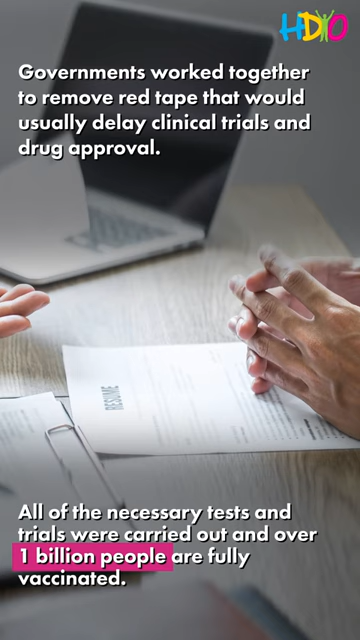 HDYO
Governments worked together
to remove red tape that would
usually delay clinical trials and
drug approval.
RESUME
All of the necessary tests and
trials were carried out and over
1 billion people are fully
vaccinated.